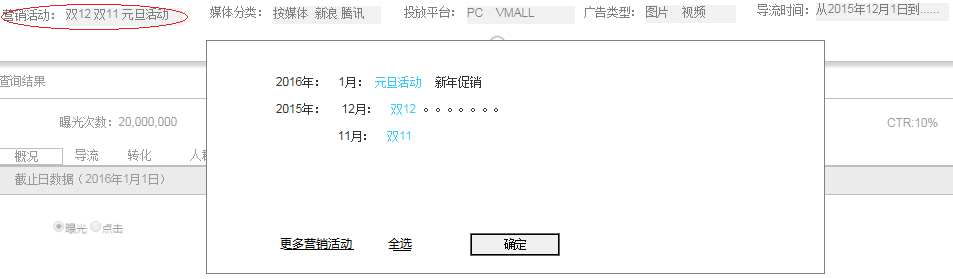 营销活动： 双12 双11 元旦活动 媒体分类： 按媒体 新浪 腾讯 投放平台： PC VMALL 广告类型： 图片 视频 导流时间：从2015年12月1日到......
查询结果
2016年： 1月： 元旦活动 新年促销
2015年： 12月： 双12 。。。。。。。
曝光次数：20,000,000 CTR:10%
11月： 双11
概况 导流 转化 人群
截止日数据（2016年1月1日）
曝光 点击
更多营销活动 全选 确定